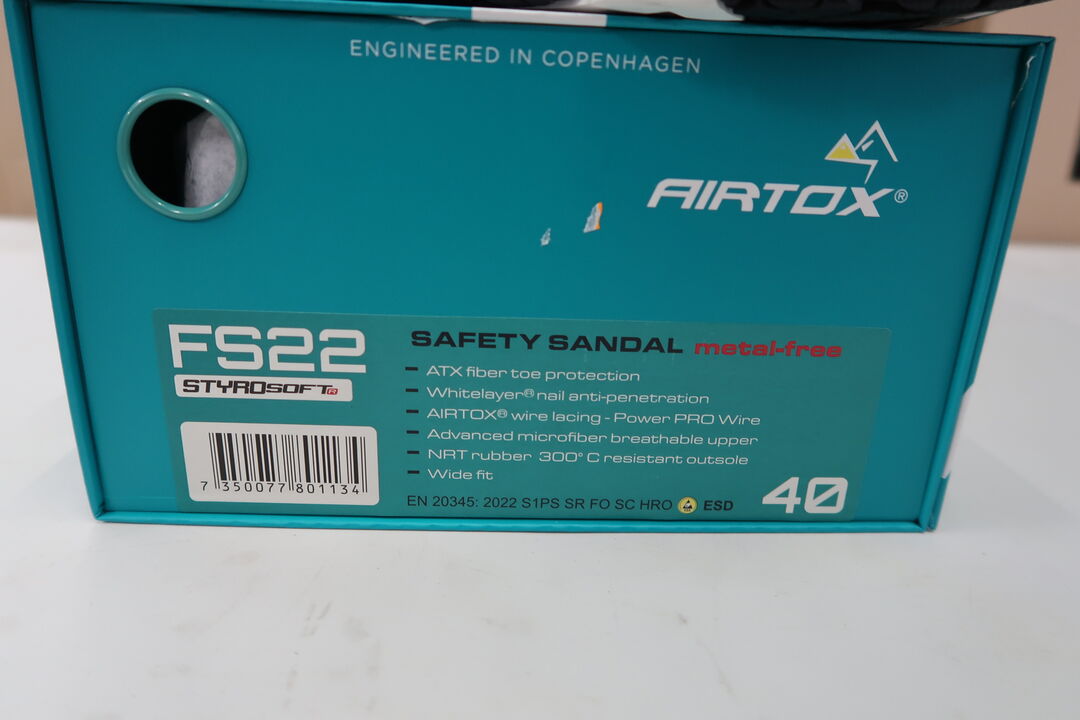 ENGINEERED IN COPENHAGEN
AIRTOX®
FS22
STYROSOFT®
SAFETY SANDAL metal-free
- ATX fiber toe protection
- Whitelayer® nail anti-penetration
- AIRTOX® wire lacing - Power PRO Wire
- Advanced microfiber breathable upper
- NRT rubber 300° C resistant outsole
- Wide fit
EN 20345: 2022 S1PS SR FO SC HRO ESD
40
7 350077 801134